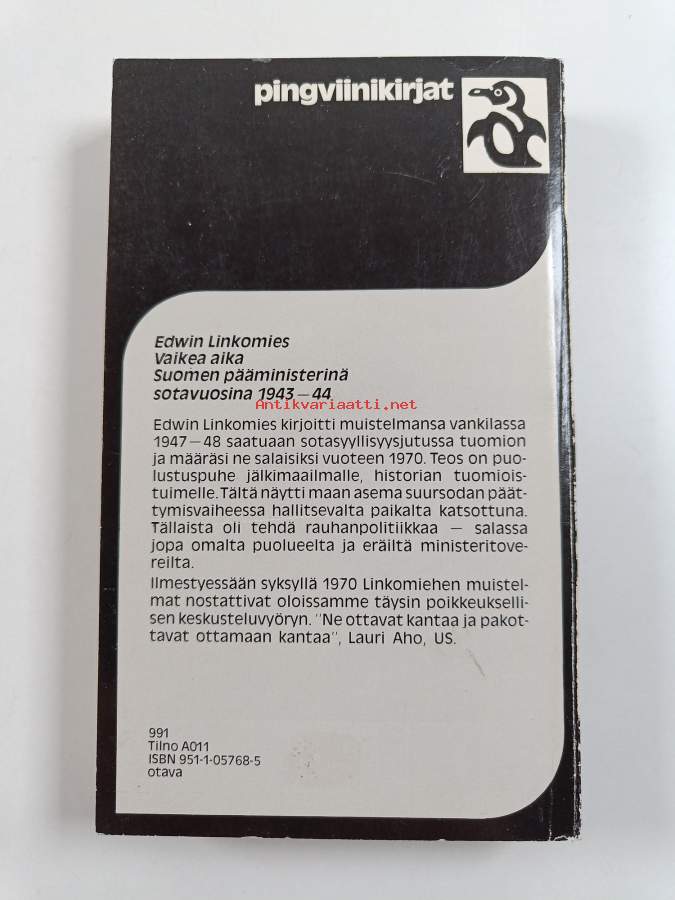 pingviinikirjat
Edwin Linkomies
Vaikea aika
Suomen pääministerinä
sotavuosina 1943–44
Antikvariaatti.net
Edwin Linkomies kirjoitti muistelmansa vankilassa
1947–48 saatuaan sotasyyllisyysjutussa tuomion
ja määräsi ne salaisiksi vuoteen 1970. Teos on puo-
lustuspuhe jälkimaailmalle, historian tuomiois-
tuimelle. Tältä näytti maan asema suursodan päät-
tymisvaiheessa hallitsevalta paikalta katsottuna.
Tällaista oli tehdä rauhanpolitiikkaa – salassa
jopa omalta puolueelta ja eräiltä ministeritove-
reilta.
Ilmestyessään syksyllä 1970 Linkomiehen muistel-
mat nostattivat oloissamme täysin poikkeukselli-
sen keskusteluvyöryn. "Ne ottavat kantaa ja pakot-
tavat ottamaan kantaa", Lauri Aho, US.
991
Tilno A011
ISBN 951-1-05768-5
otava